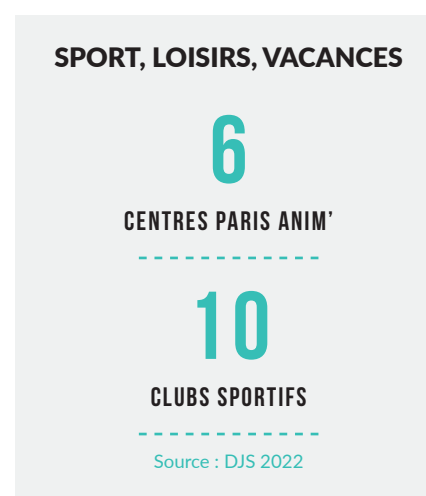 SPORT, LOISIRS, VACANCES
6
CENTRES PARIS ANIM’
10
CLUBS SPORTIFS
Source : DJS 2022